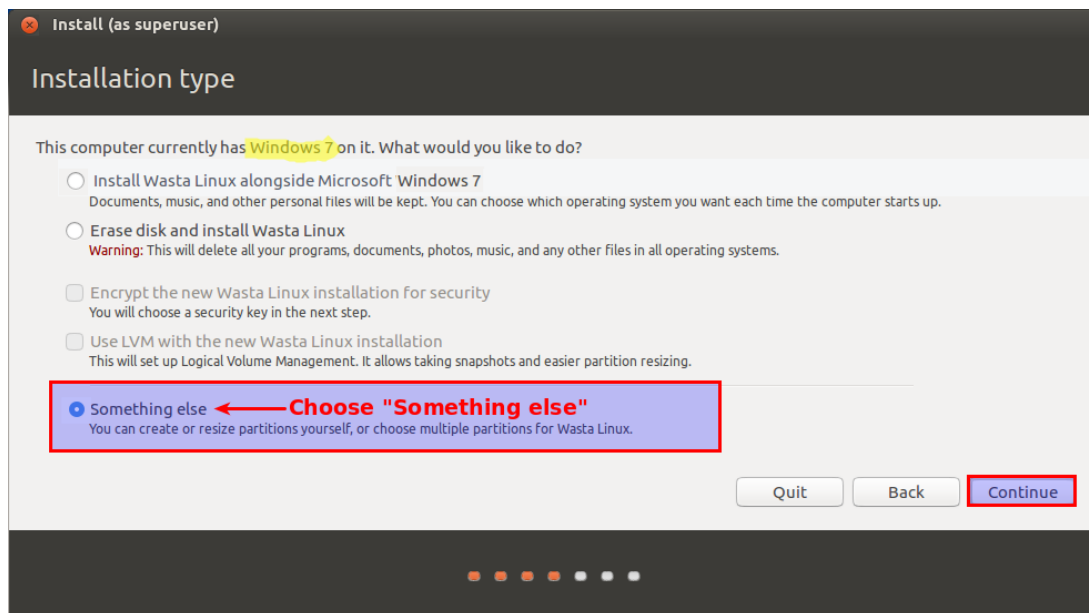 Install (as superuser)
Installation type
This computer currently has Windows 7 on it. What would you like to do?
Install Wasta Linux alongside Microsoft Windows 7
Documents, music, and other personal files will be kept. You can choose which operating system you want each time the computer starts up.
Erase disk and install Wasta Linux
Warning: This will delete all your programs, documents, photos, music, and any other files in all operating systems.
Encrypt the new Wasta Linux installation for security
You will choose a security key in the next step.
Use LVM with the new Wasta Linux installation
This will set up Logical Volume Management. It allows taking snapshots and easier partition resizing.
Something else Choose "Something else"
You can create or resize partitions yourself, or choose multiple partitions for Wasta Linux.
Quit Back Continue